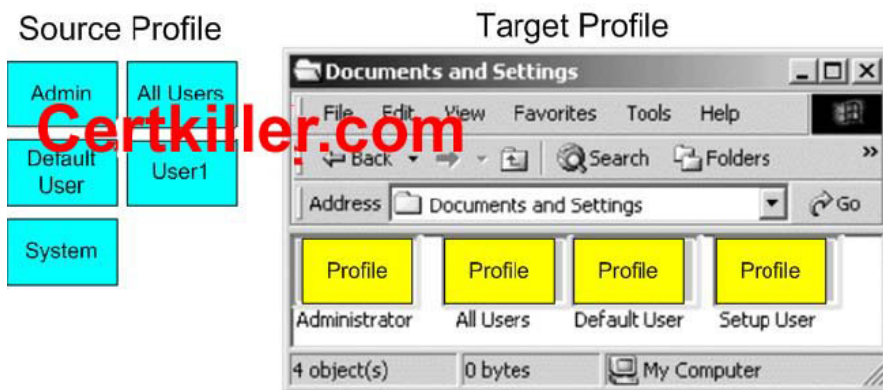 Source Profile
Target Profile
Admin
All Users
Default User
User1
System
Certkiller.com
Documents and Settings
File Edit View Favorites Tools Help
Back Search Folders »
Address Documents and Settings Go
Profile Profile Profile Profile
Administrator All Users Default User Setup User
4 object(s) 0 bytes My Computer